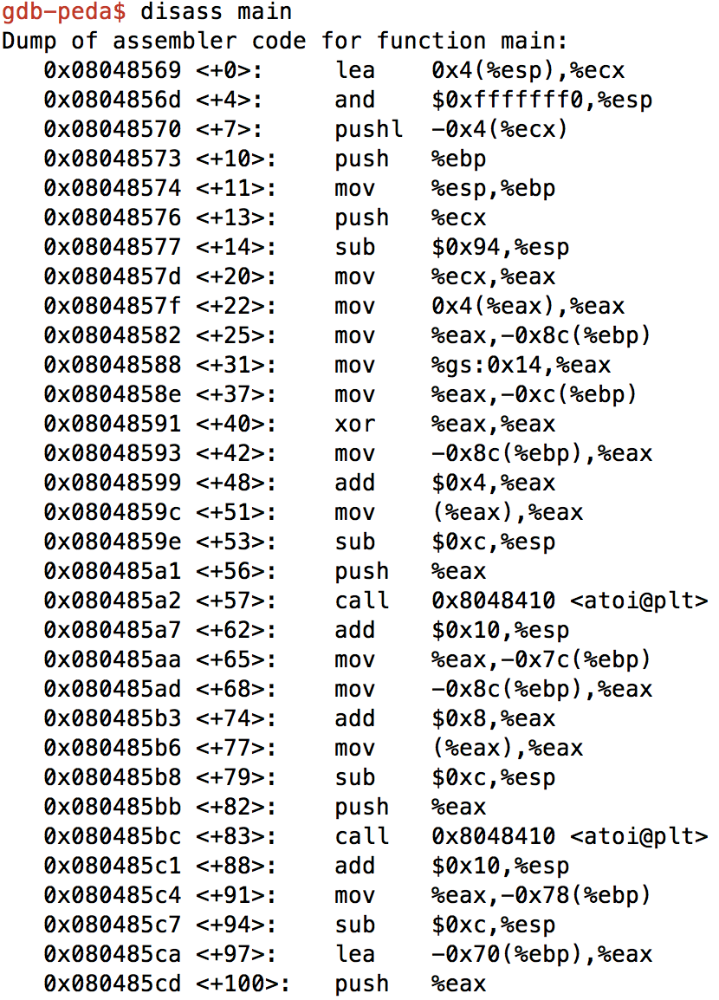 gdb-peda$ disass main
Dump of assembler code for function main:
   0x08048569 <+0>:     lea    0x4(%esp),%ecx
   0x0804856d <+4>:     and    $0xfffffff0,%esp
   0x08048570 <+7>:     pushl  -0x4(%ecx)
   0x08048573 <+10>:    push   %ebp
   0x08048574 <+11>:    mov    %esp,%ebp
   0x08048576 <+13>:    push   %ecx
   0x08048577 <+14>:    sub    $0x94,%esp
   0x0804857d <+20>:    mov    %ecx,%eax
   0x0804857f <+22>:    mov    0x4(%eax),%eax
   0x08048582 <+25>:    mov    %eax,-0x8c(%ebp)
   0x08048588 <+31>:    mov    %gs:0x14,%eax
   0x0804858e <+37>:    mov    %eax,-0xc(%ebp)
   0x08048591 <+40>:    xor    %eax,%eax
   0x08048593 <+42>:    mov    -0x8c(%ebp),%eax
   0x08048599 <+48>:    add    $0x4,%eax
   0x0804859c <+51>:    mov    (%eax),%eax
   0x0804859e <+53>:    sub    $0xc,%esp
   0x080485a1 <+56>:    push   %eax
   0x080485a2 <+57>:    call   0x8048410 <atoi@plt>
   0x080485a7 <+62>:    add    $0x10,%esp
   0x080485aa <+65>:    mov    %eax,-0x7c(%ebp)
   0x080485ad <+68>:    mov    -0x8c(%ebp),%eax
   0x080485b3 <+74>:    add    $0x8,%eax
   0x080485b6 <+77>:    mov    (%eax),%eax
   0x080485b8 <+79>:    sub    $0xc,%esp
   0x080485bb <+82>:    push   %eax
   0x080485bc <+83>:    call   0x8048410 <atoi@plt>
   0x080485c1 <+88>:    add    $0x10,%esp
   0x080485c4 <+91>:    mov    %eax,-0x78(%ebp)
   0x080485c7 <+94>:    sub    $0xc,%esp
   0x080485ca <+97>:    lea    -0x70(%ebp),%eax
   0x080485cd <+100>:   push   %eax